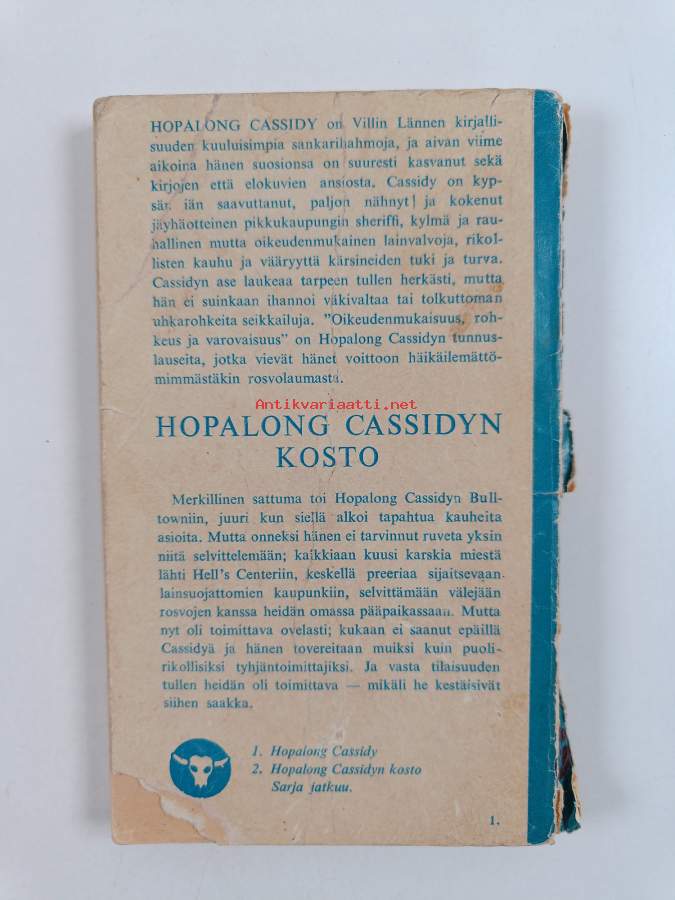 HOPALONG CASSIDY on Villin Lännen kirjalli-
suuden kuuluisimpia sankarihahmoja, ja aivan viime
aikoina hänen suosionsa on suuresti kasvanut sekä
kirjojen että elokuvien ansiosta. Cassidy on kyp-
sän iän saavuttanut, paljon nähnyt ja kokenut
jäyhäotteinen pikkukaupungin sheriffi, kylmä ja rau-
hallinen mutta oikeudenmukainen lainvalvoja, rikol-
listen kauhu ja vääryyttä kärsineiden tuki ja turva.
Cassidyn ase laukeaa tarpeen tullen herkästi, mutta
hän ei suinkaan ihannoi väkivaltaa tai tolkuttoman
uhkarohkeita seikkailuja. ”Oikeudenmukaisuus, roh-
keus ja varovaisuus” on Hopalong Cassidyn tunnus-
lauseita, jotka vievät hänet voittoon häikäilemättö-
mimmästäkin rosvolaumasta.
Antikvariaatti.net
HOPALONG CASSIDYN
KOSTO
Merkillinen sattuma toi Hopalong Cassidyn Bull-
towniin, juuri kun siellä alkoi tapahtua kauheita
asioita. Mutta onneksi hänen ei tarvinnut ruveta yksin
niitä selvittelemään; kaikkiaan kuusi karskia miestä
lähti Hell's Centeriin, keskellä preeriaa sijaitsevaan
lainsuojattomien kaupunkiin, selvittämään välejään
rosvojen kanssa heidän omassa pääpaikassaan. Mutta
nyt oli toimittava ovelasti; kukaan ei saanut epäillä
Cassidyä ja hänen tovereitaan muiksi kuin puoli-
rikollisiksi tyhjäntoimittajiksi. Ja vasta tilaisuuden
tullen heidän oli toimittava — mikäli he kestäisivät
siihen saakka.
1. Hopalong Cassidy
2. Hopalong Cassidyn kosto
Sarja jatkuu.
1.